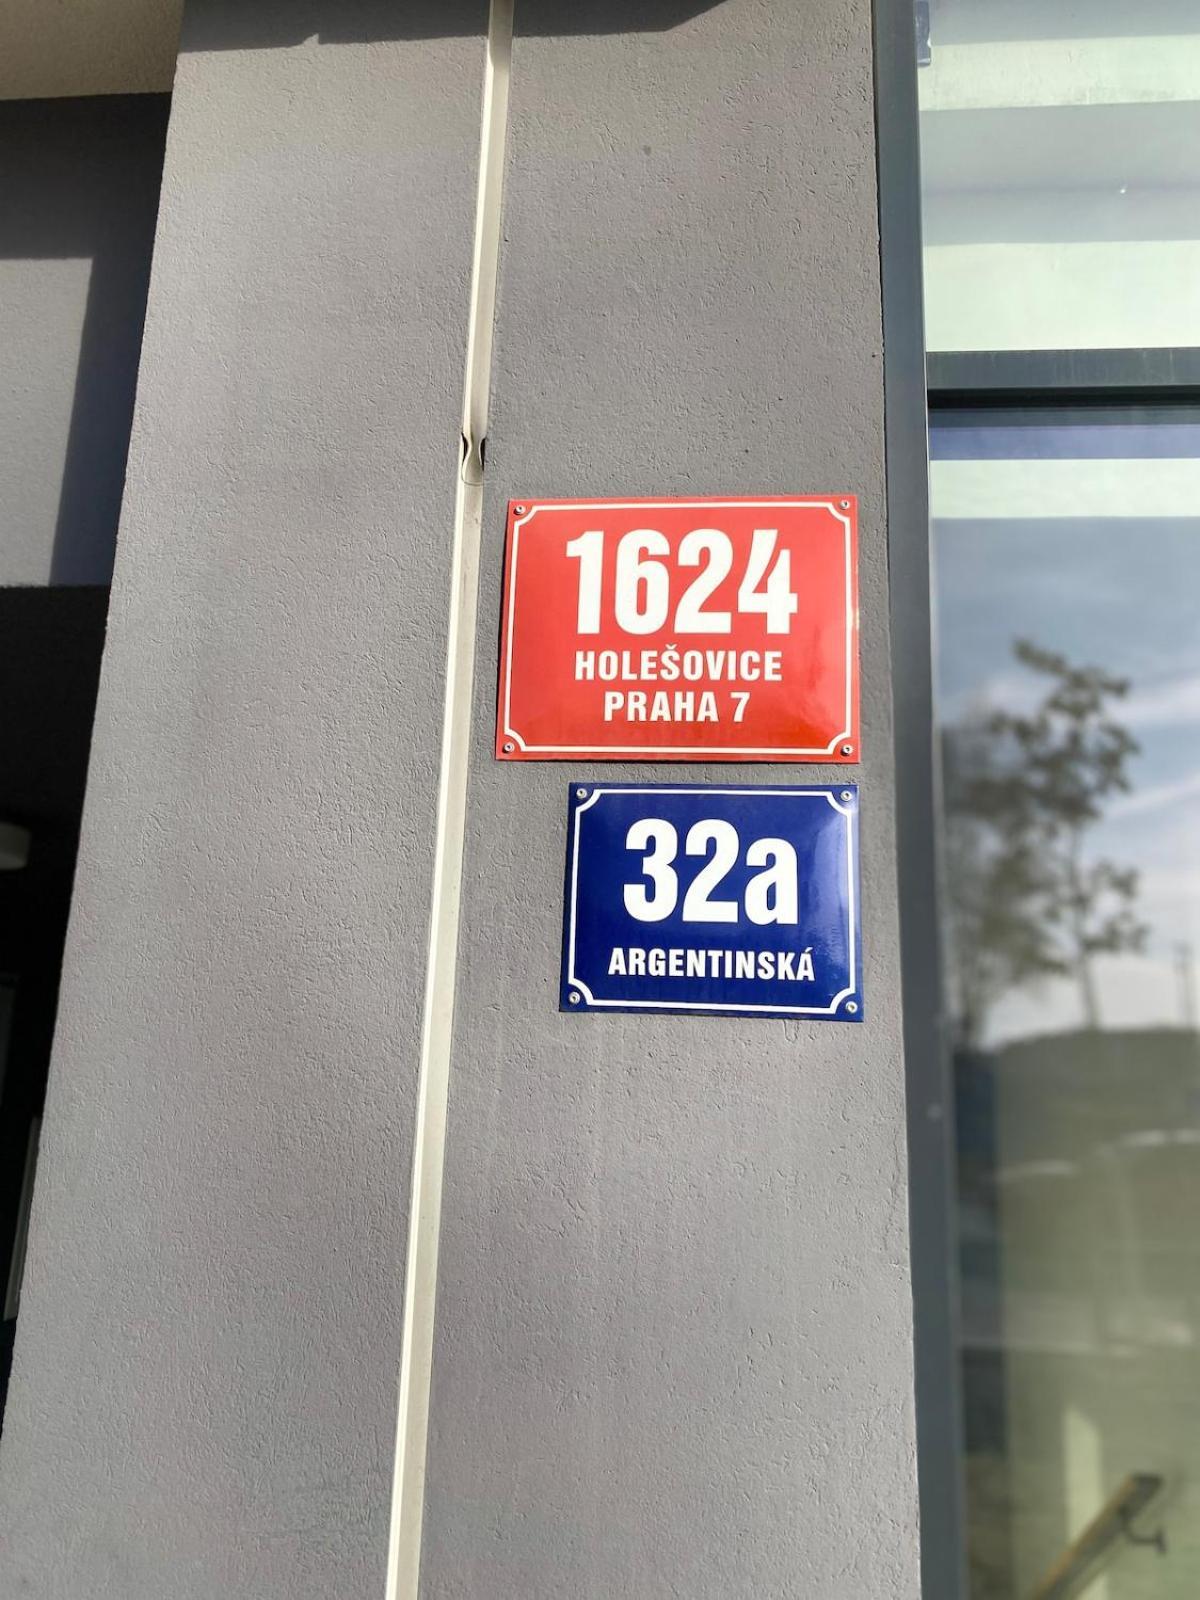 1624
HOLEŠOVICE
PRAHA 7
32a
ARGENTINSKÁ